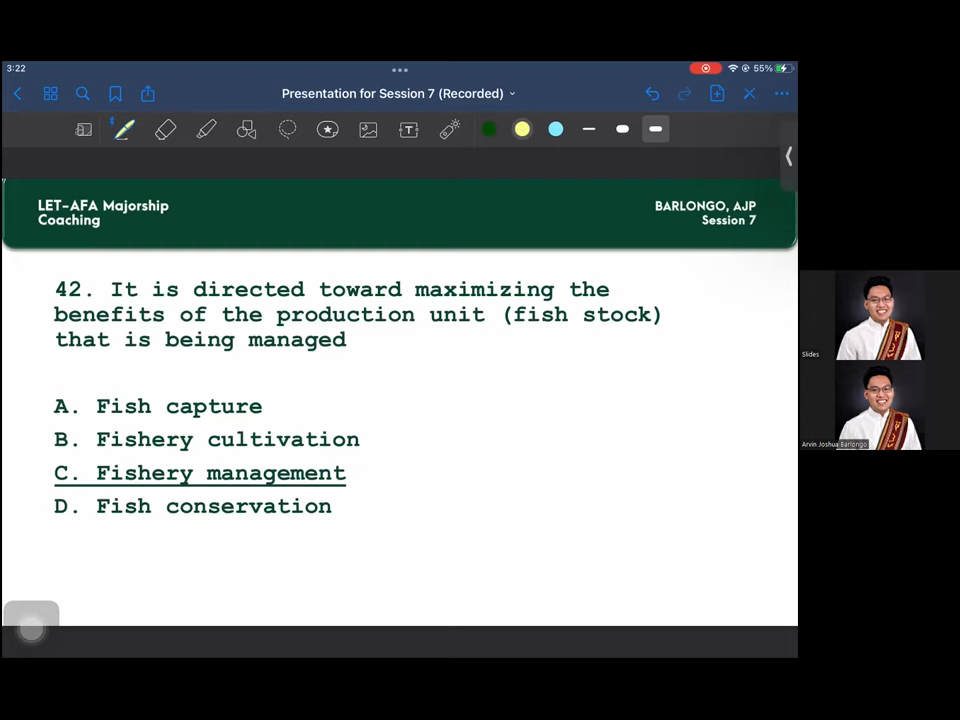 3:22
55%
Presentation for Session 7 (Recorded)
T
LET-AFA Majorship
Coaching
BARLONGO, AJP
Session 7
42. It is directed toward maximizing the
benefits of the production unit (fish stock)
that is being managed
A. Fish capture
B. Fishery cultivation
C. Fishery management
D. Fish conservation
Slides
Arvin Joshua Barlongo